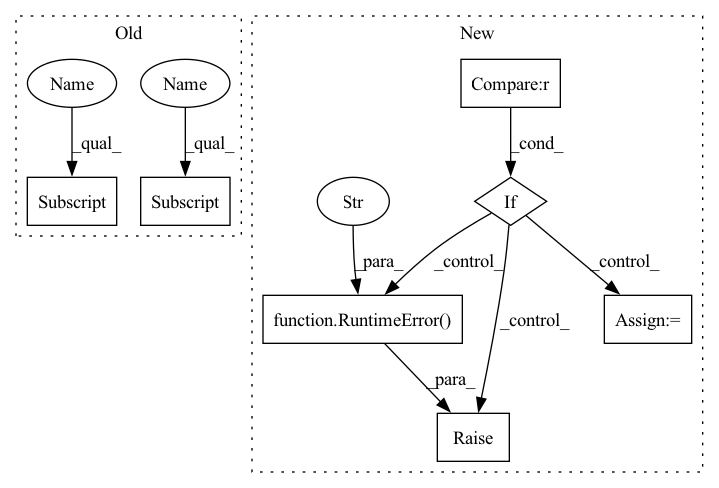 Old
New
Name
Name
Compare:r
_qual_
_qual_
_cond_
Subscript
Subscript
Str
If
_para_
_control_
_control_
_control_
function.RuntimeError()
Assign:=
_para_
Raise